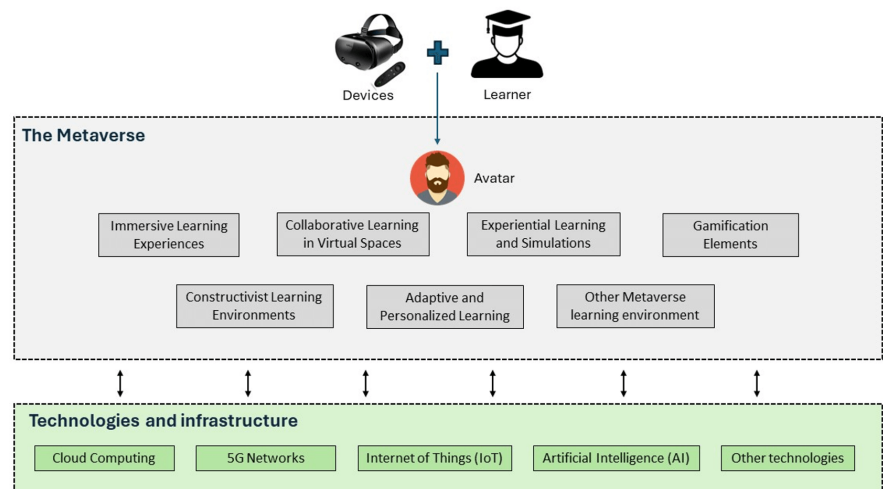 Devices
Learner
The Metaverse
Avatar
Immersive Learning
Experiences
Collaborative Learning
in Virtual Spaces
Experiential Learning
and Simulations
Gamification
Elements
Constructivist Learning
Environments
Adaptive and
Personalized Learning
Other Metaverse
learning environment
Technologies and infrastructure
Cloud Computing
5G Networks
Internet of Things (IoT)
Artificial Intelligence (AI)
Other technologies